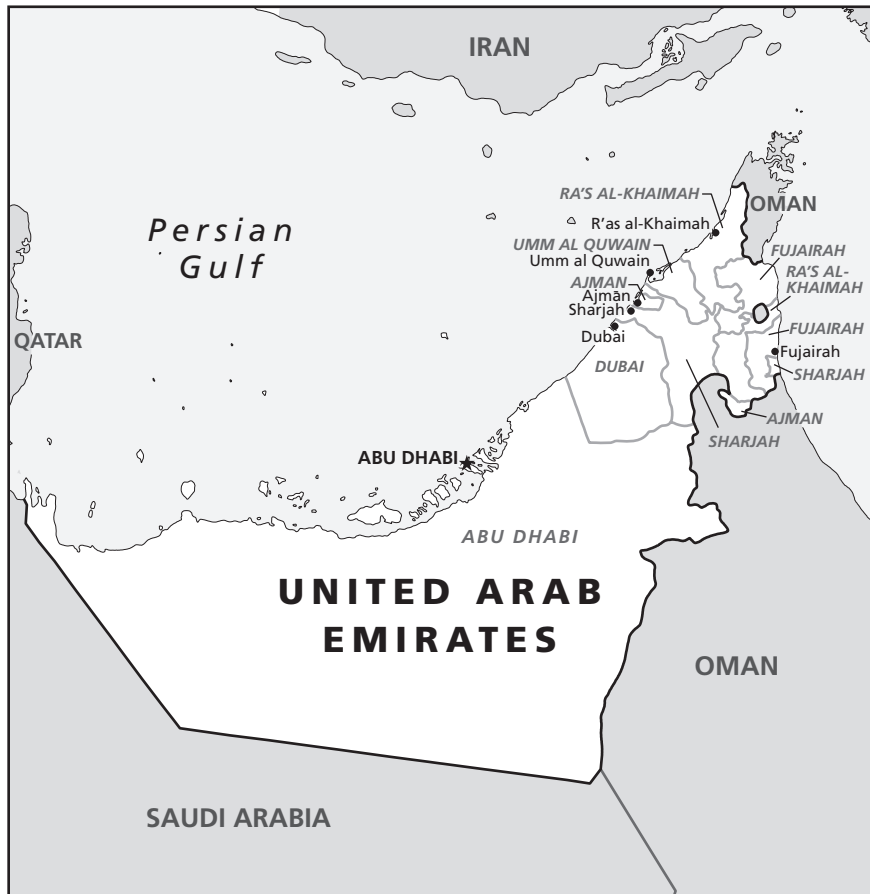 IRAN
RA'S AL-KHAIMAH
OMAN
R'as al-Khaimah
Persian
Gulf
UMM AL QUWAIN
Umm al Quwain
FUJAIRAH
RA'S AL-
KHAIMAH
AJMAN
Ajmān
Sharjah
Dubai
FUJAIRAH
QATAR
Fujairah
DUBAI
SHARJAH
AJMAN
SHARJAH
ABU DHABI
ABU DHABI
UNITED ARAB
EMIRATES
OMAN
SAUDI ARABIA